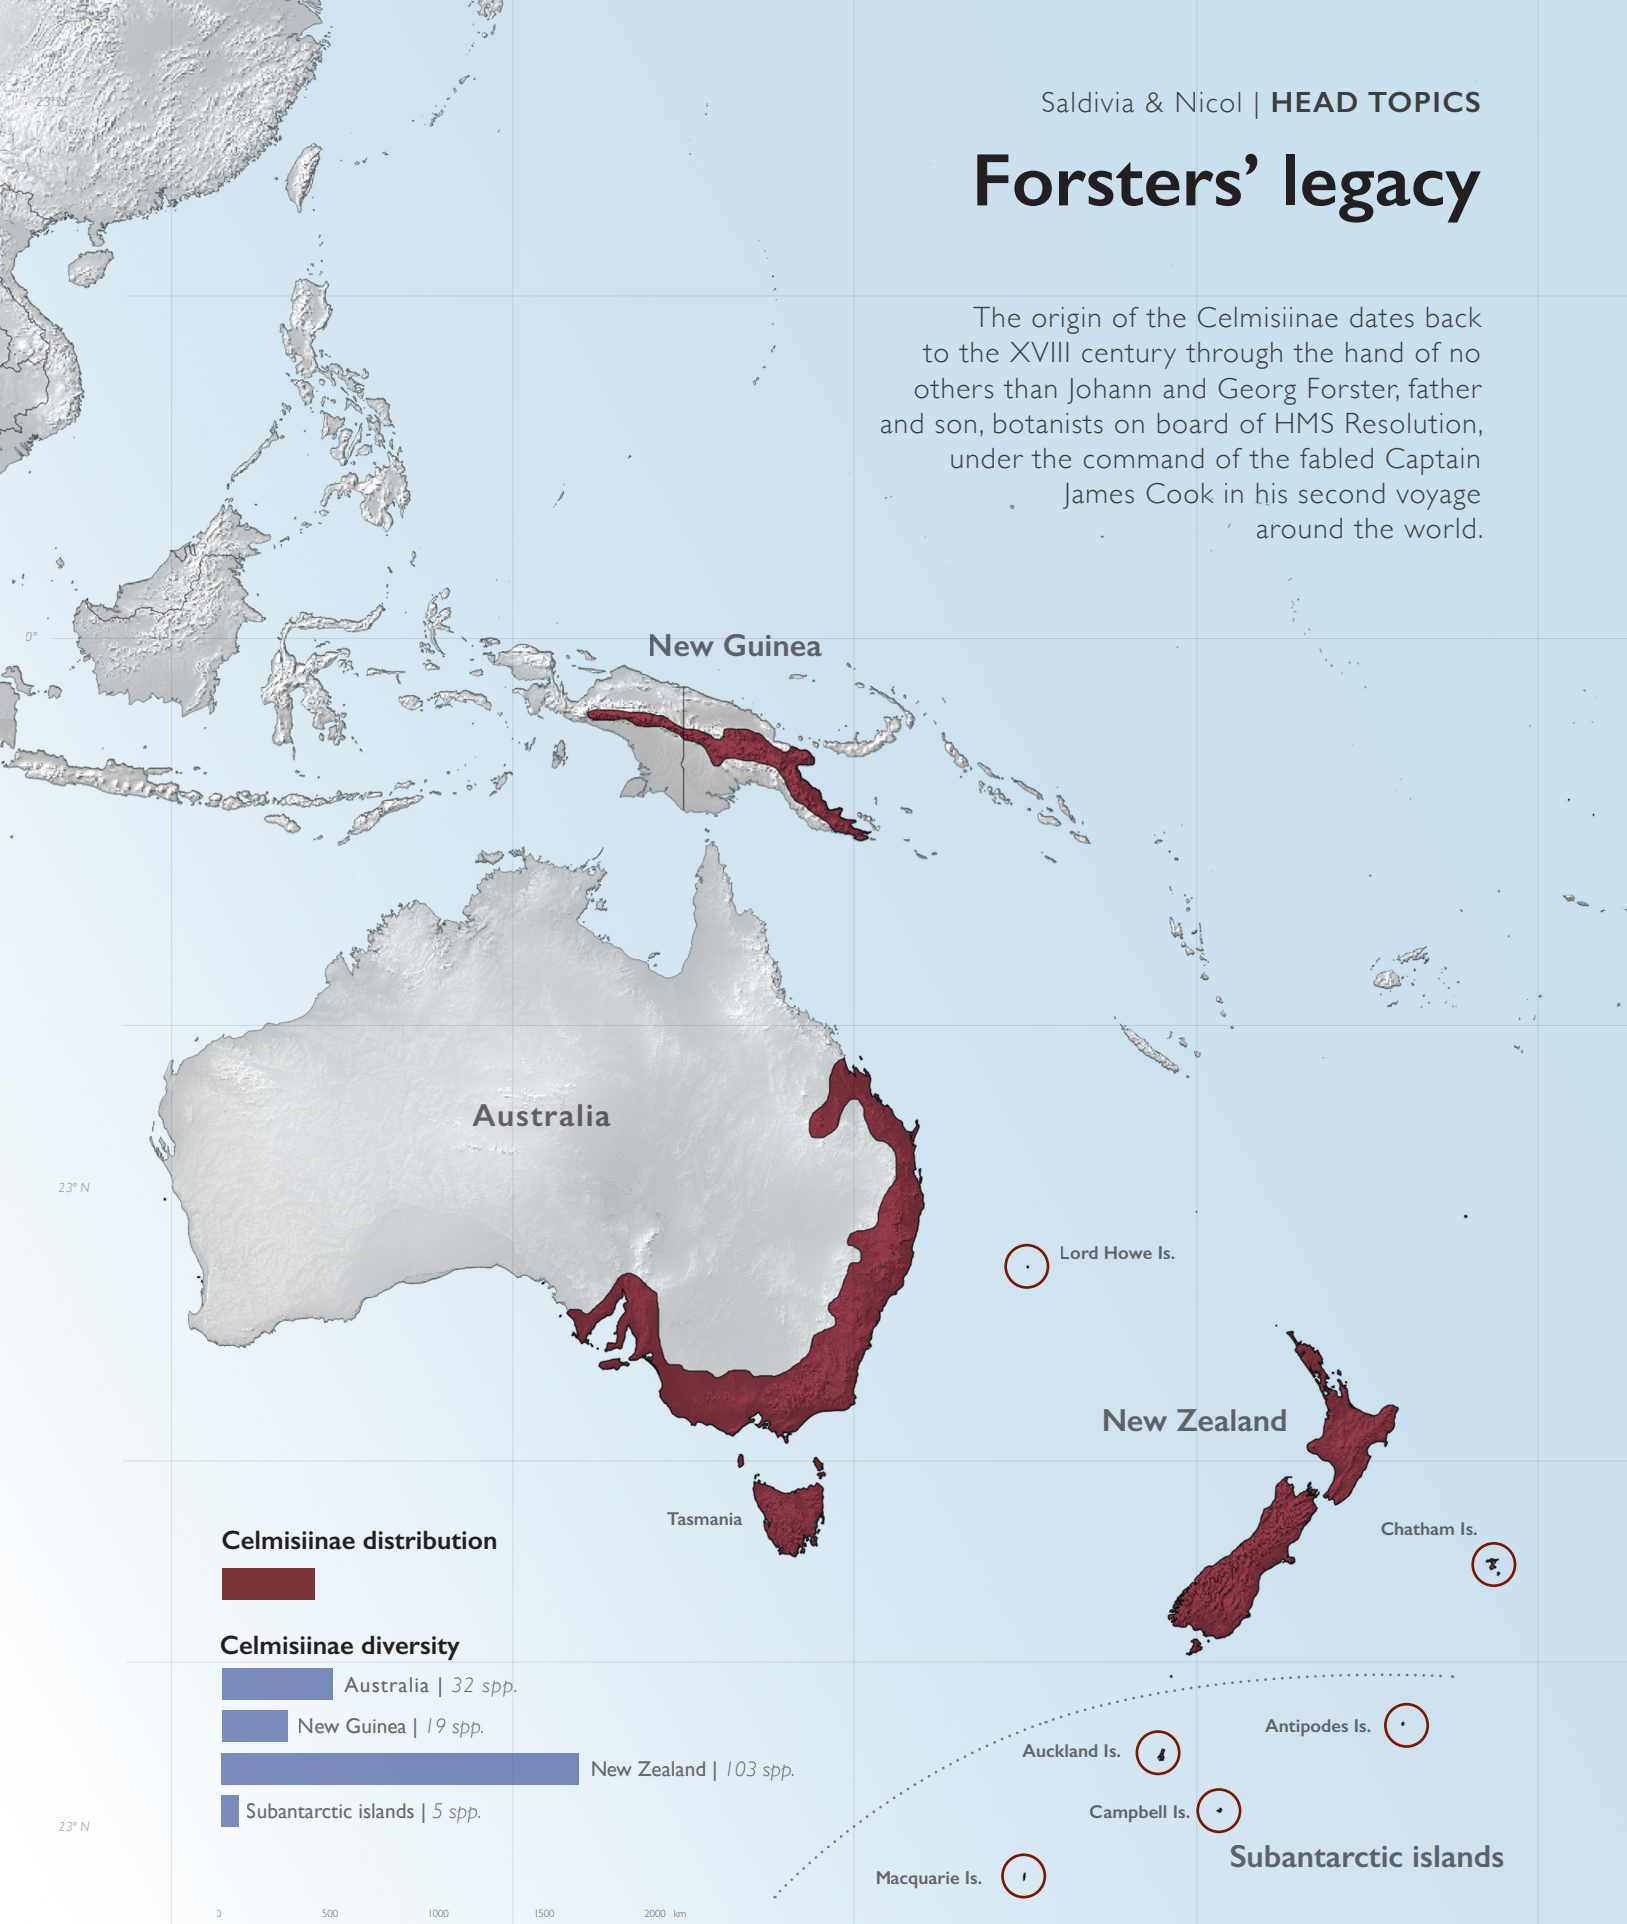 23° N
Saldivia & Nicol | HEAD TOPICS
Forsters’ legacy
The origin of the Celmisiinae dates back
to the XVIII century through the hand of no
others than Johann and Georg Forster, father
and son, botanists on board of HMS Resolution,
under the command of the fabled Captain
James Cook in his second voyage
around the world.
0°
New Guinea
Australia
23° N
Lord Howe Is.
New Zealand
Tasmania
Chatham Is.
Celmisiinae distribution
Celmisiinae diversity
Australia | 32 spp.
New Guinea | 19 spp.
New Zealand | 103 spp.
Subantarctic islands | 5 spp.
Antipodes Is.
Auckland Is.
Campbell Is.
23° N
Subantarctic islands
Macquarie Is.
0 500 1000 1500 2000 km